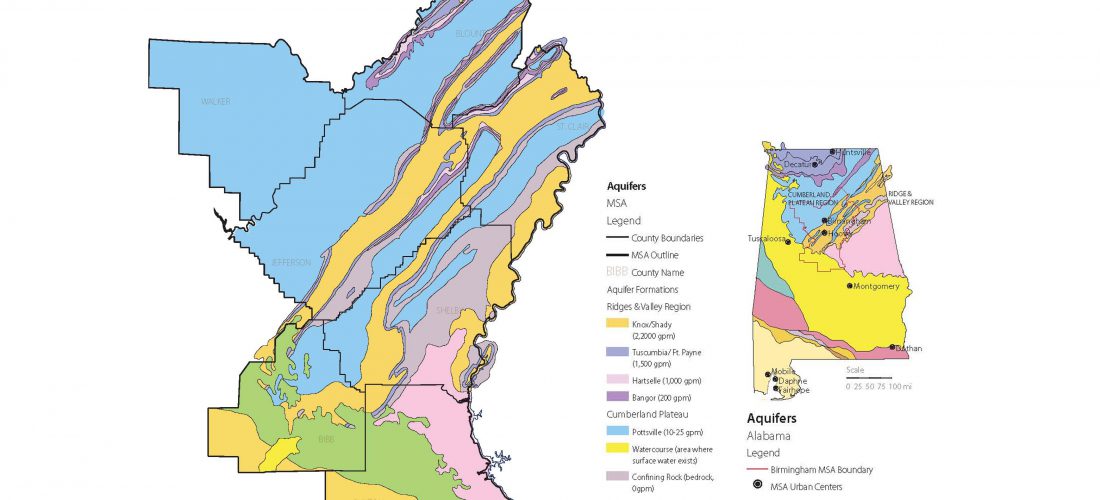 BLOUNT
WALKER
ST. CLAIR
JEFFERSON
SHELBY
BIBB
Aquifers
MSA
Legend
County Boundaries
MSA Outline
BIBB County Name
Aquifer Formations
Ridges & Valley Region
Knox/Shady
(2,2000 gpm)
Tuscumbia/ Ft. Payne
(1,500 gpm)
Hartselle (1,000 gpm)
Bangor (200 gpm)
Cumberland Plateau
Pottsville (10-25 gpm)
Watercourse (area where
surface water exists)
Confining Rock (bedrock,
0gpm)
Huntsville
Decatur
CUMBERLAND
PLATEAU REGION
RIDGE &
VALLEY REGION
Birmingham
Hoover
Tuscaloosa
Montgomery
Dothan
Mobile
Daphne
Fairhope
Scale
0 25 50 75 100 mi
Aquifers
Alabama
Legend
Birmingham MSA Boundary
MSA Urban Centers